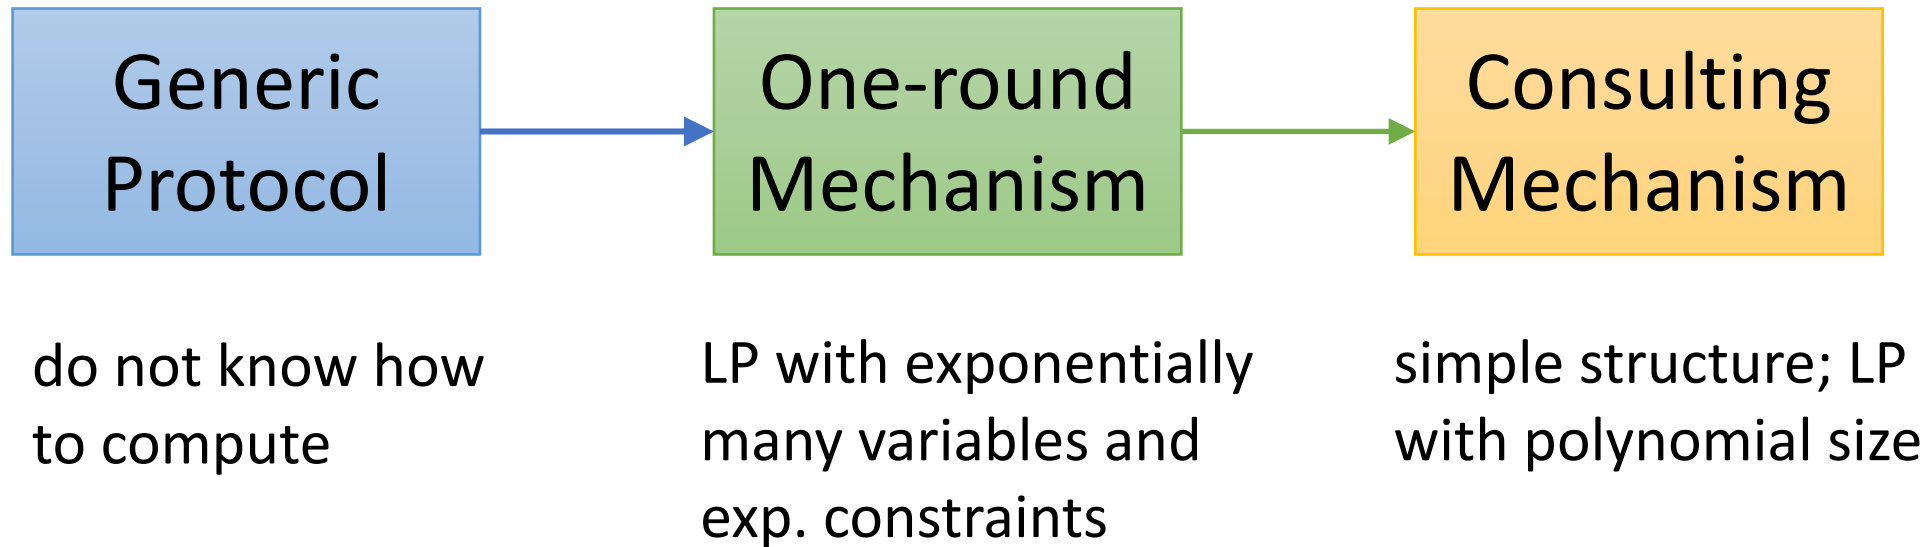 Generic
Protocol
One-round
Mechanism
Consulting
Mechanism
do not know how
to compute
LP with exponentially
many variables and
exp. constraints
simple structure; LP
with polynomial size